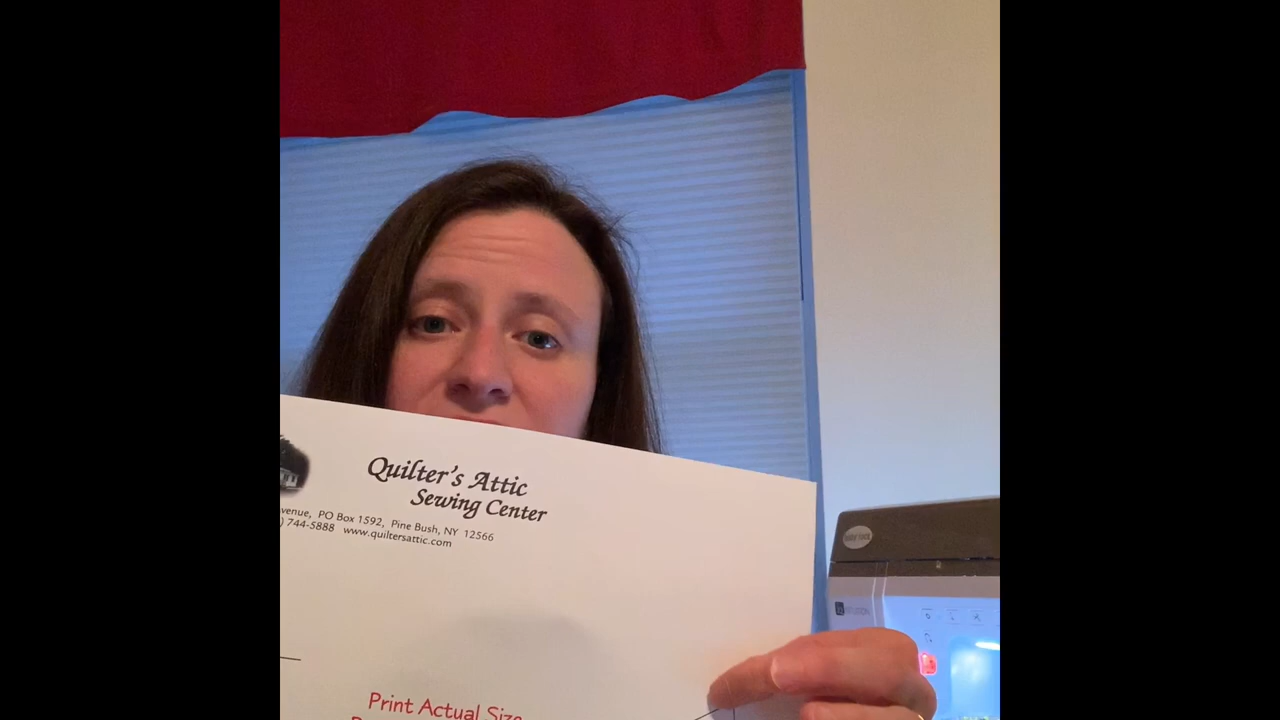 Quilter's Attic
Sewing Center
venue, PO Box 1592, Pine Bush, NY 12566
) 744-5888 www.quiltersattic.com
Print Actual Size